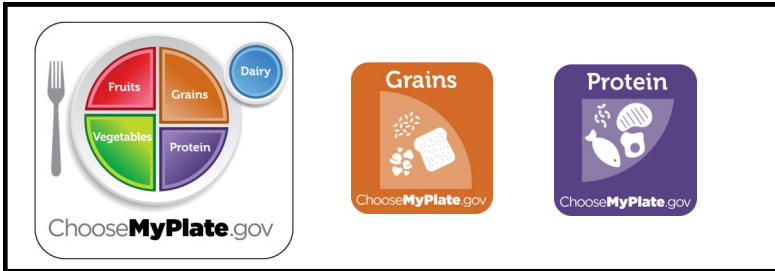 Fruits
Grains
Dairy
Vegetables
Protein
ChooseMyPlate.gov
Grains
ChooseMyPlate.gov
Protein
ChooseMyPlate.gov